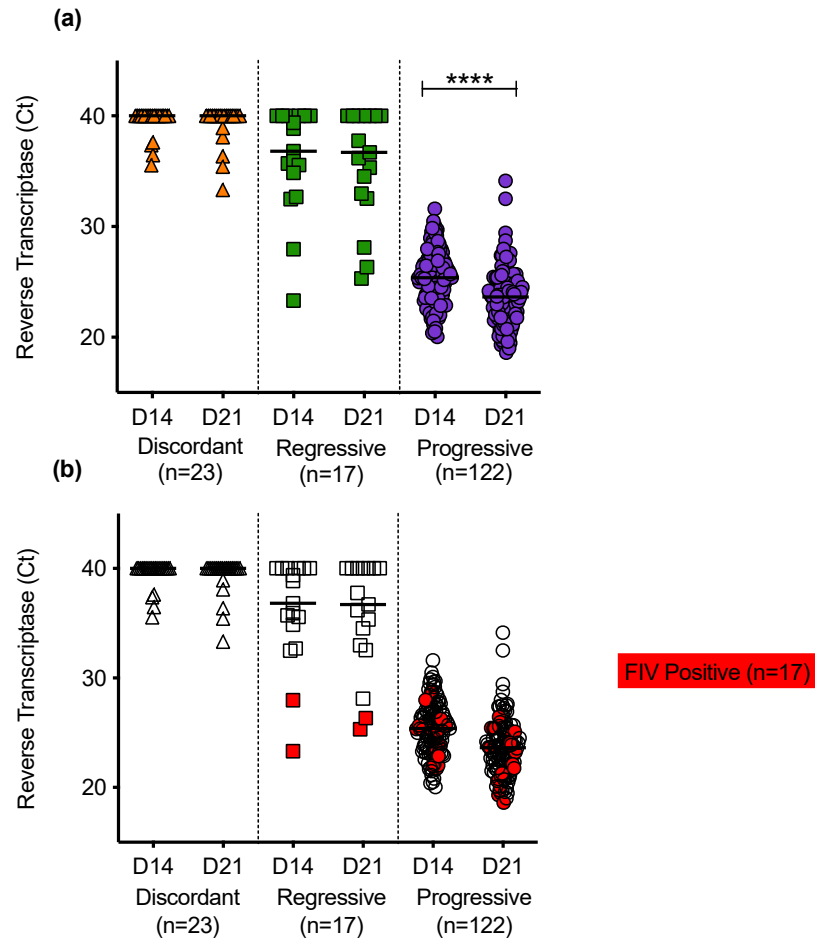 (a)
Reverse Transcriptase (Ct)
40
30
20
****
D14 D21 D14 D21 D14 D21
Discordant Regressive Progressive
(n=23) (n=17) (n=122)
(b)
Reverse Transcriptase (Ct)
40
30
20
FIV Positive (n=17)
D14 D21 D14 D21 D14 D21
Discordant Regressive Progressive
(n=23) (n=17) (n=122)